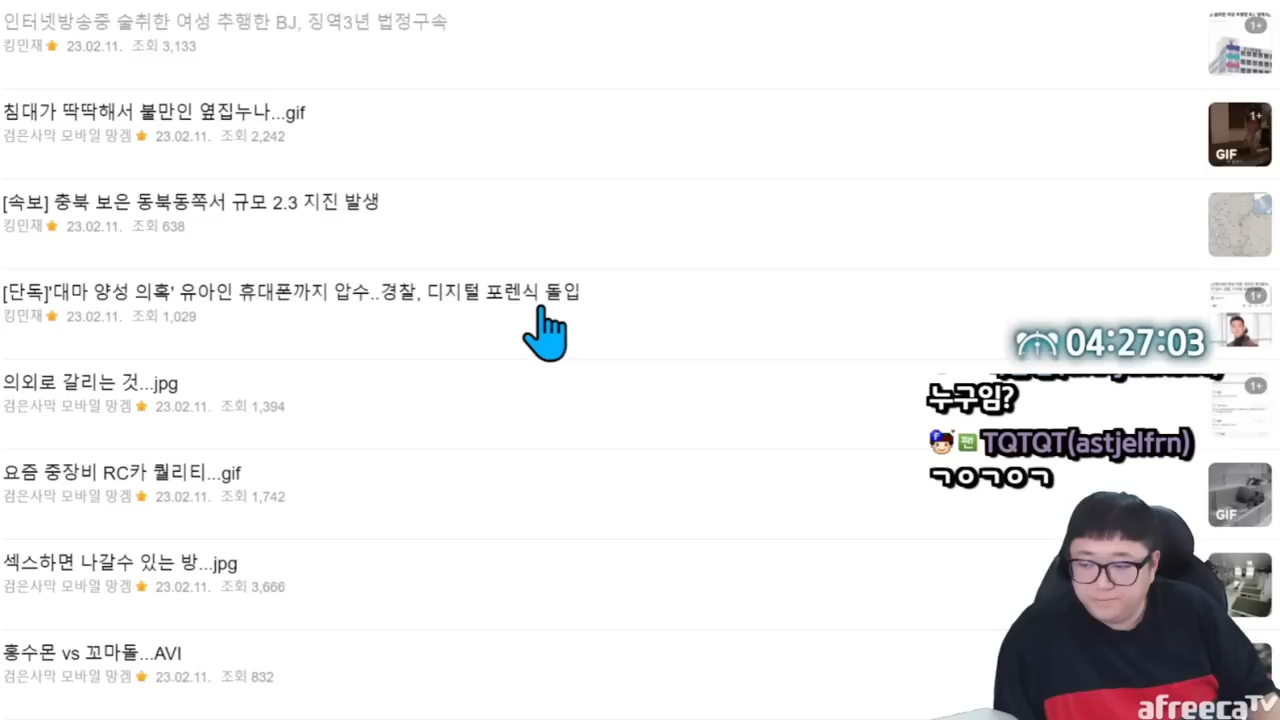 인터넷방송중 술취한 여성 추행한 BJ, 징역3년 법정구속
킹민재 23.02.11. 조회 3,133
1+
침대가 딱딱해서 불만인 옆집누나...gif
검은사막 모바일 망겜 23.02.11. 조회 2,242
1+
GIF
[속보] 충북 보은 동북동쪽서 규모 2.3 지진 발생
킹민재 23.02.11. 조회 638
[단독]'대마 양성 의혹' 유아인 휴대폰까지 압수..경찰, 디지털 포렌식 돌입
킹민재 23.02.11. 조회 1,029
1+
04:27:03
의외로 갈리는 것...jpg
검은사막 모바일 망겜 23.02.11. 조회 1,394
1+
누구임?
팬 TQTQT(astjelfrn)
ㄱㅇㄱㅇㄱ
요즘 중장비 RC카 퀄리티...gif
검은사막 모바일 망겜 23.02.11. 조회 1,742
GIF
섹스하면 나갈수 있는 방...jpg
검은사막 모바일 망겜 23.02.11. 조회 3,666
홍수몬 vs 꼬마돌...AVI
검은사막 모바일 망겜 23.02.11. 조회 832
afreecaTV